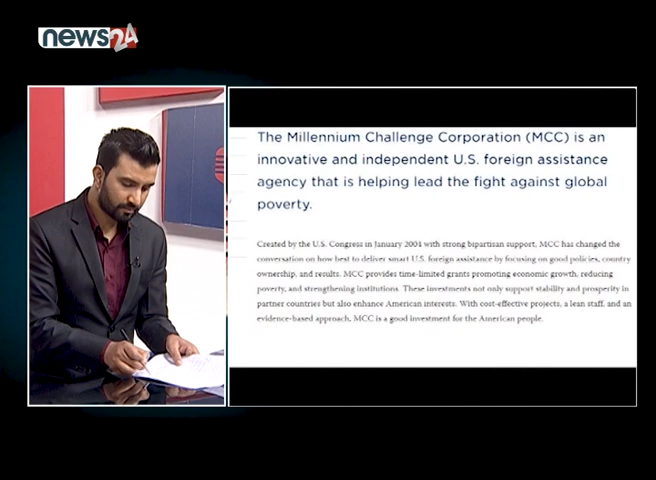 news24
The Millennium Challenge Corporation (MCC) is an
innovative and independent U.S. foreign assistance
agency that is helping lead the fight against global
poverty.
Created by the U.S. Congress in January 2004 with strong bipartisan support, MCC has changed the
conversation on how best to deliver smart U.S. foreign assistance by focusing on good policies, country
ownership, and results. MCC provides time-limited grants promoting economic growth, reducing
poverty, and strengthening institutions. These investments not only support stability and prosperity in
partner countries but also enhance American interests. With cost-effective projects, a lean staff, and an
evidence-based approach, MCC is a good investment for the American people.